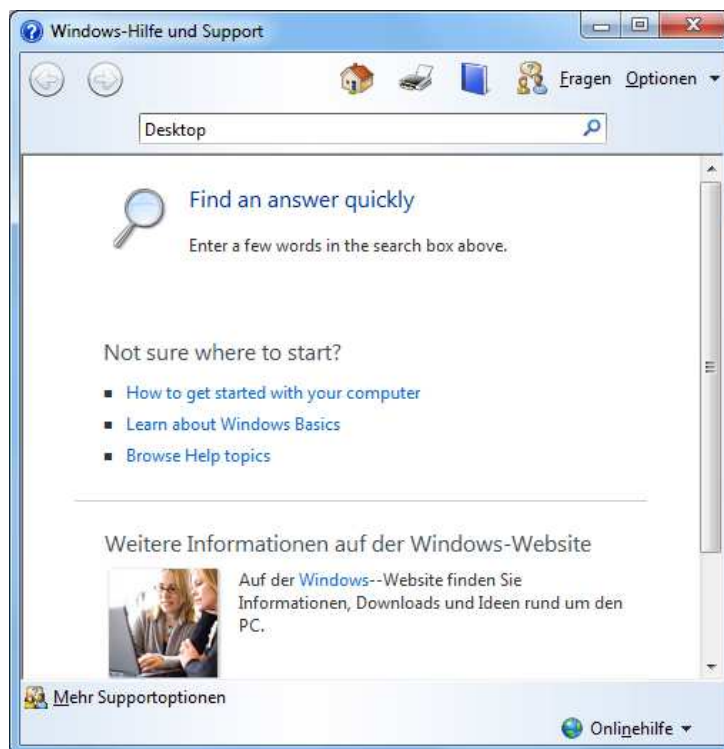 Windows-Hilfe und Support
Fragen Optionen
Desktop
Find an answer quickly
Enter a few words in the search box above.
Not sure where to start?
How to get started with your computer
Learn about Windows Basics
Browse Help topics
Weitere Informationen auf der Windows-Website
Auf der Windows--Website finden Sie
Informationen, Downloads und Ideen rund um den
PC.
Mehr Supportoptionen
Onlinehilfe